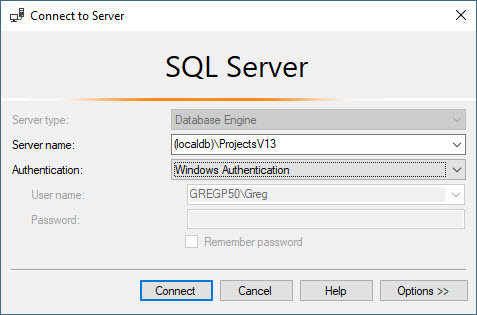 Connect to Server
SQL Server
Server type: Database Engine
Server name: (localdb)\ProjectsV13
Authentication: Windows Authentication
User name: GREGP50\Greg
Password:
Remember password
Connect Cancel Help Options >>